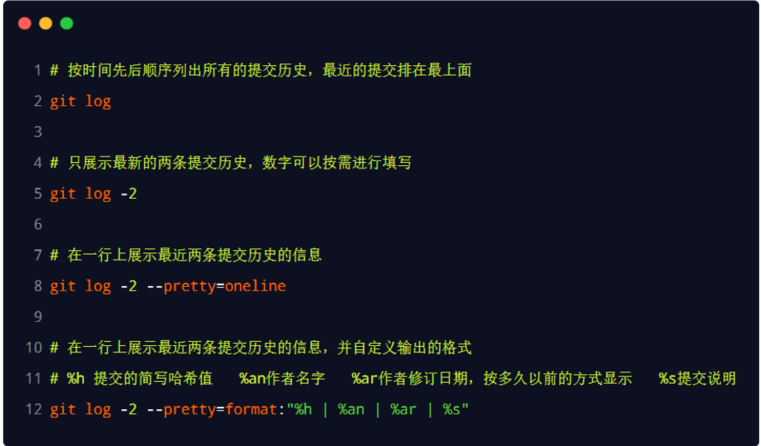 1 # 按时间先后顺序列出所有的提交历史，最近的提交排在最上面
2 git log
3
4 # 只展示最新的两条提交历史，数字可以按需进行填写
5 git log -2
6
7 # 在一行上展示最近两条提交历史的信息
8 git log -2 --pretty=oneline
9
10 # 在一行上展示最近两条提交历史的信息，并自定义输出的格式
11 # %h 提交的简写哈希值   %an作者名字   %ar作者修订日期，按多久以前的方式显示   %s提交说明
12 git log -2 --pretty=format:"%h | %an | %ar | %s"